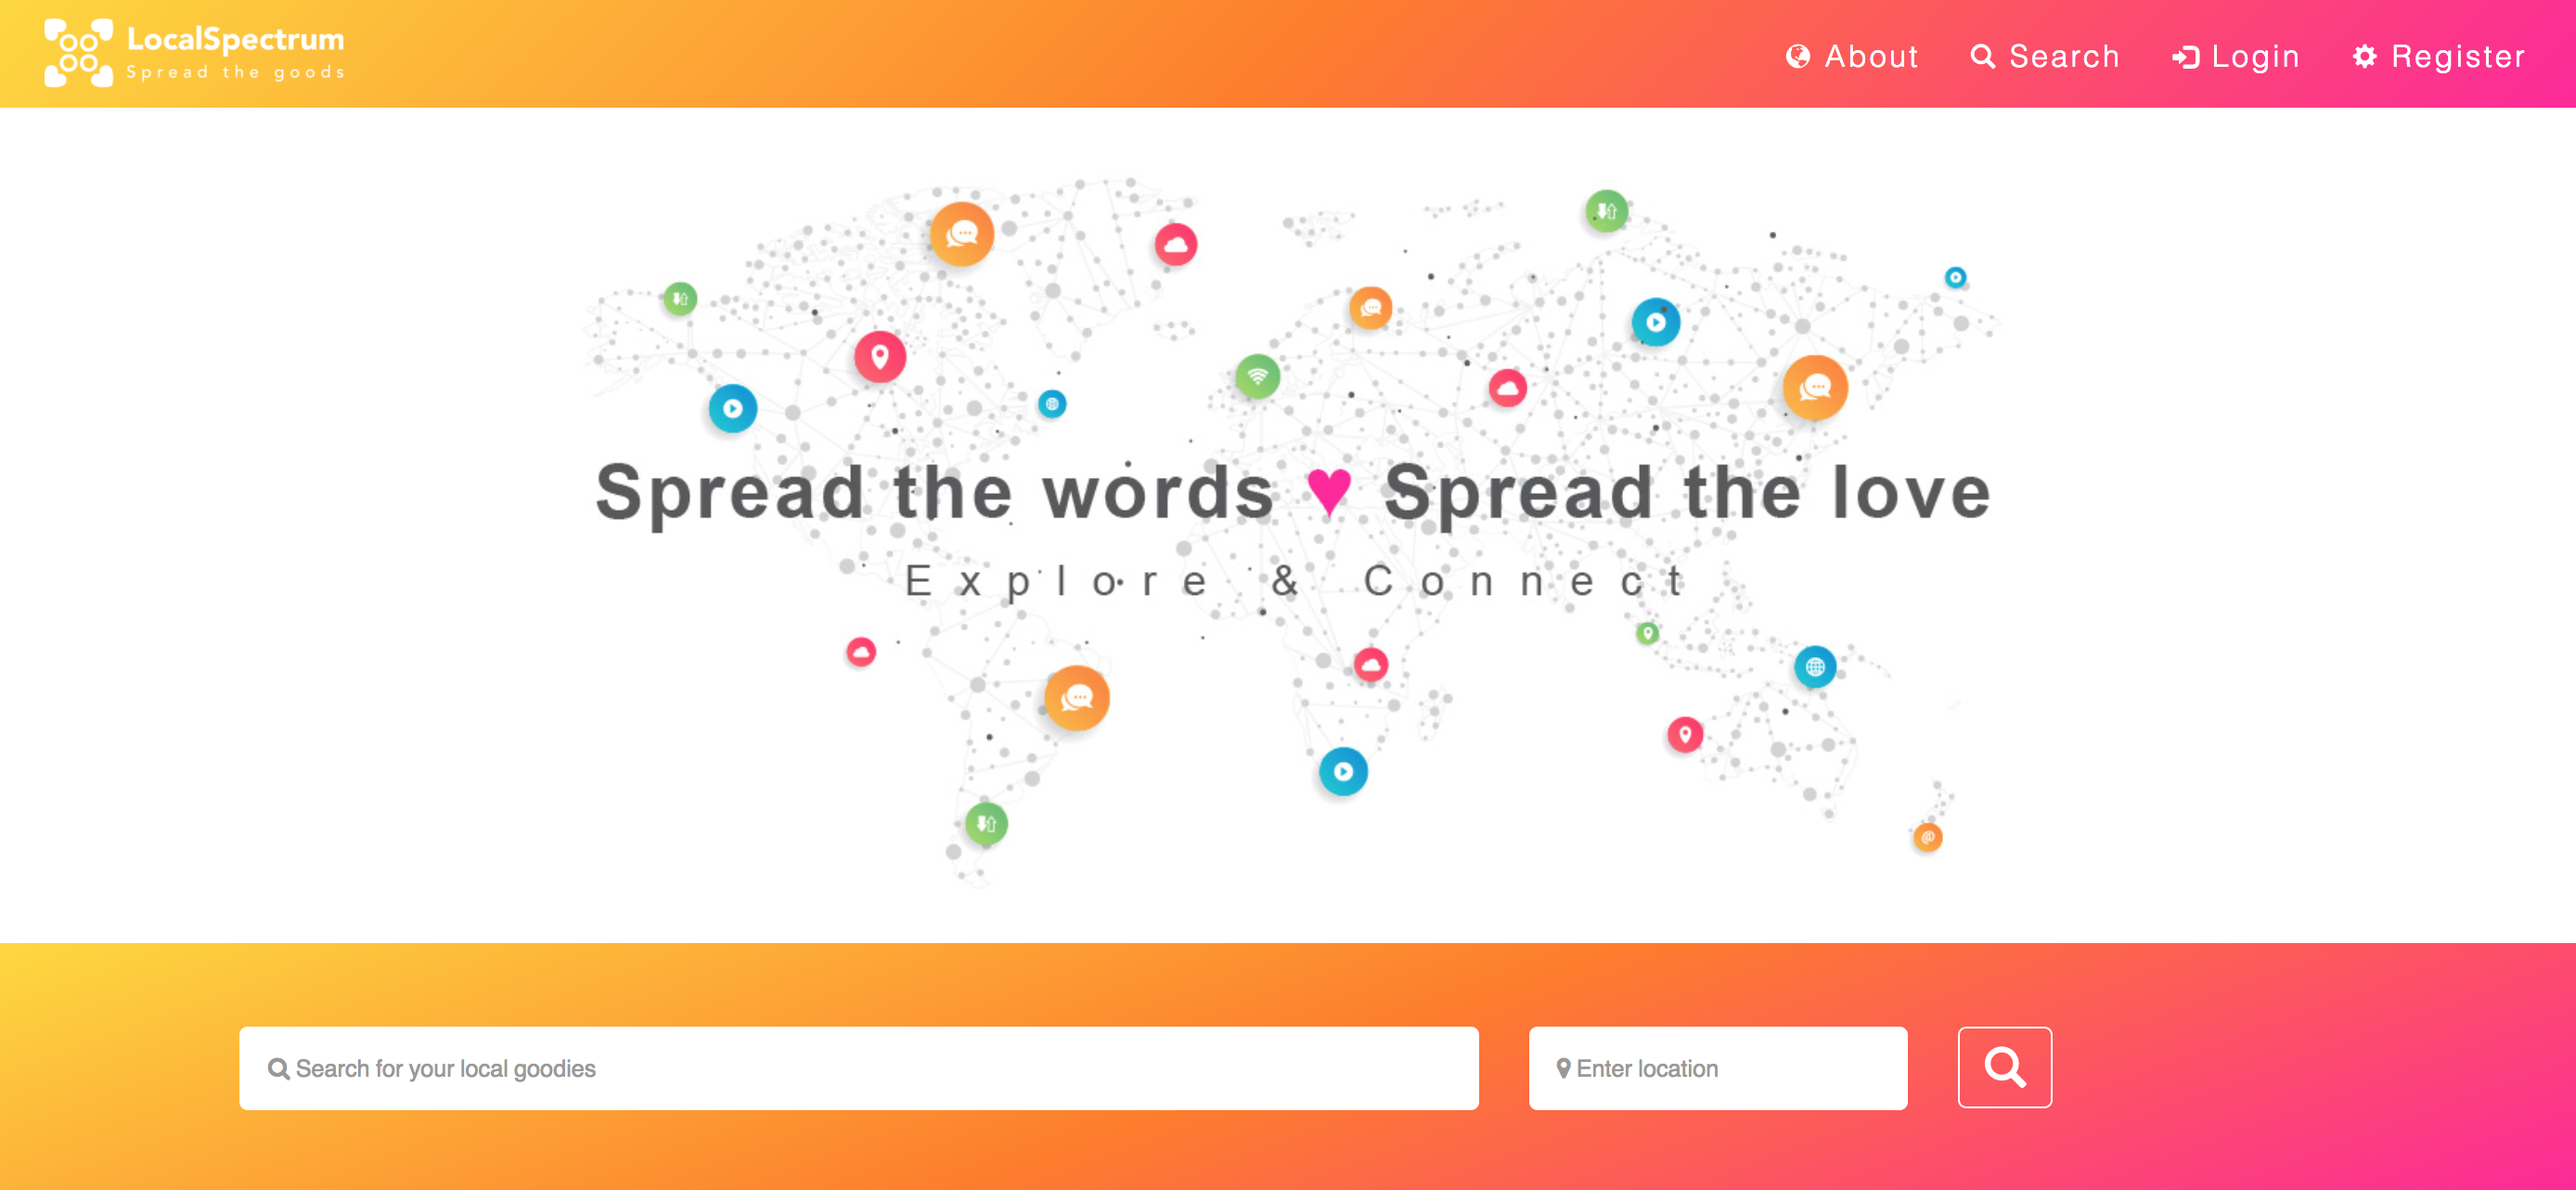 LocalSpectrum
Spread the goods
About Search Login Register
Spread the words ♥ Spread the love
Explore & Connect
Search for your local goodies
Enter location